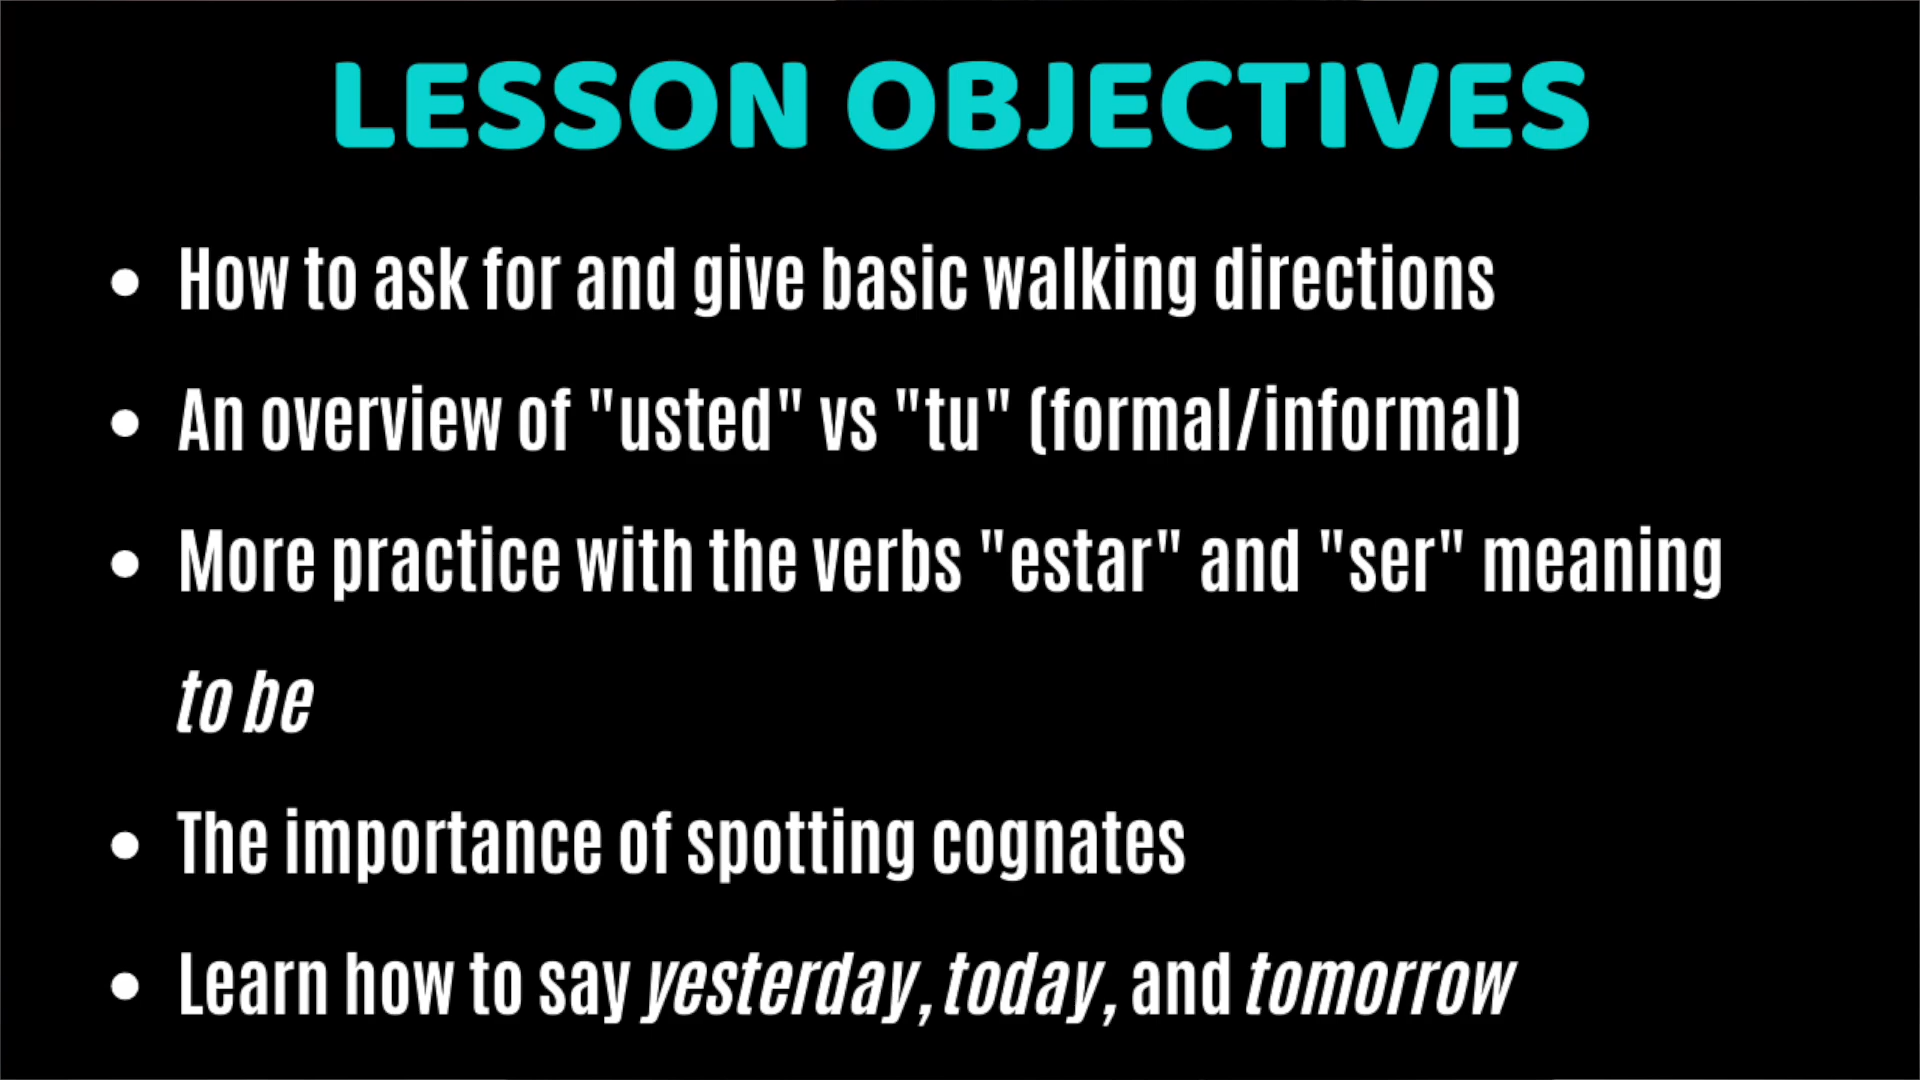 LESSON OBJECTIVES
• How to ask for and give basic walking directions
• An overview of "usted" vs "tu" (formal/informal)
• More practice with the verbs "estar" and "ser" meaning
to be
• The importance of spotting cognates
• Learn how to say yesterday, today, and tomorrow